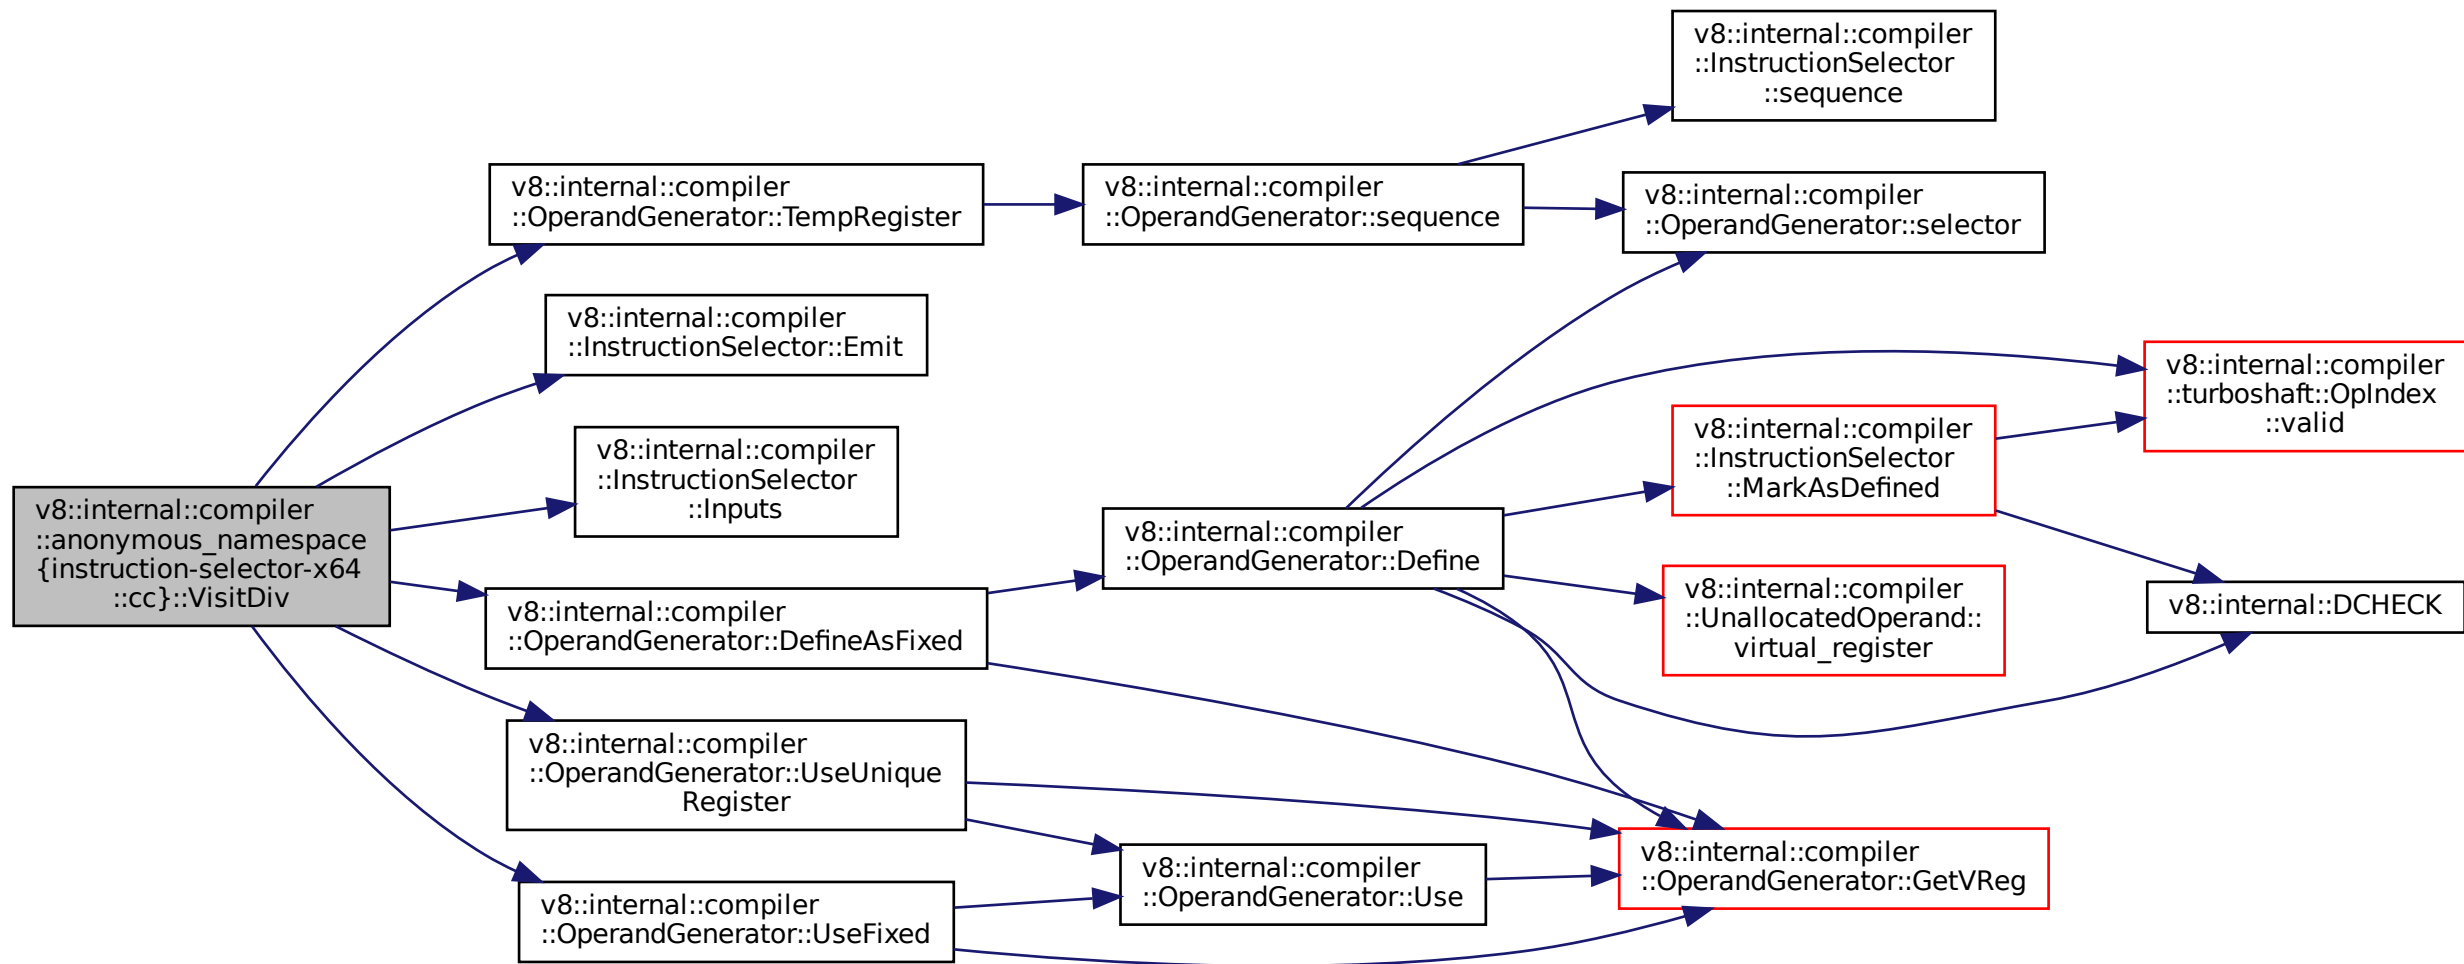 v8::internal::compiler
::anonymous_namespace
{instruction-selector-x64
::cc}::VisitDiv
v8::internal::compiler
::OperandGenerator::TempRegister
v8::internal::compiler
::InstructionSelector::Emit
v8::internal::compiler
::InstructionSelector
::Inputs
v8::internal::compiler
::OperandGenerator::DefineAsFixed
v8::internal::compiler
::OperandGenerator::UseUnique
Register
v8::internal::compiler
::OperandGenerator::UseFixed
v8::internal::compiler
::OperandGenerator::sequence
v8::internal::compiler
::OperandGenerator::Define
v8::internal::compiler
::OperandGenerator::Use
v8::internal::compiler
::InstructionSelector
::sequence
v8::internal::compiler
::OperandGenerator::selector
v8::internal::compiler
::InstructionSelector
::MarkAsDefined
v8::internal::compiler
::UnallocatedOperand::
virtual_register
v8::internal::compiler
::OperandGenerator::GetVReg
v8::internal::compiler
::turboshaft::OpIndex
::valid
v8::internal::DCHECK